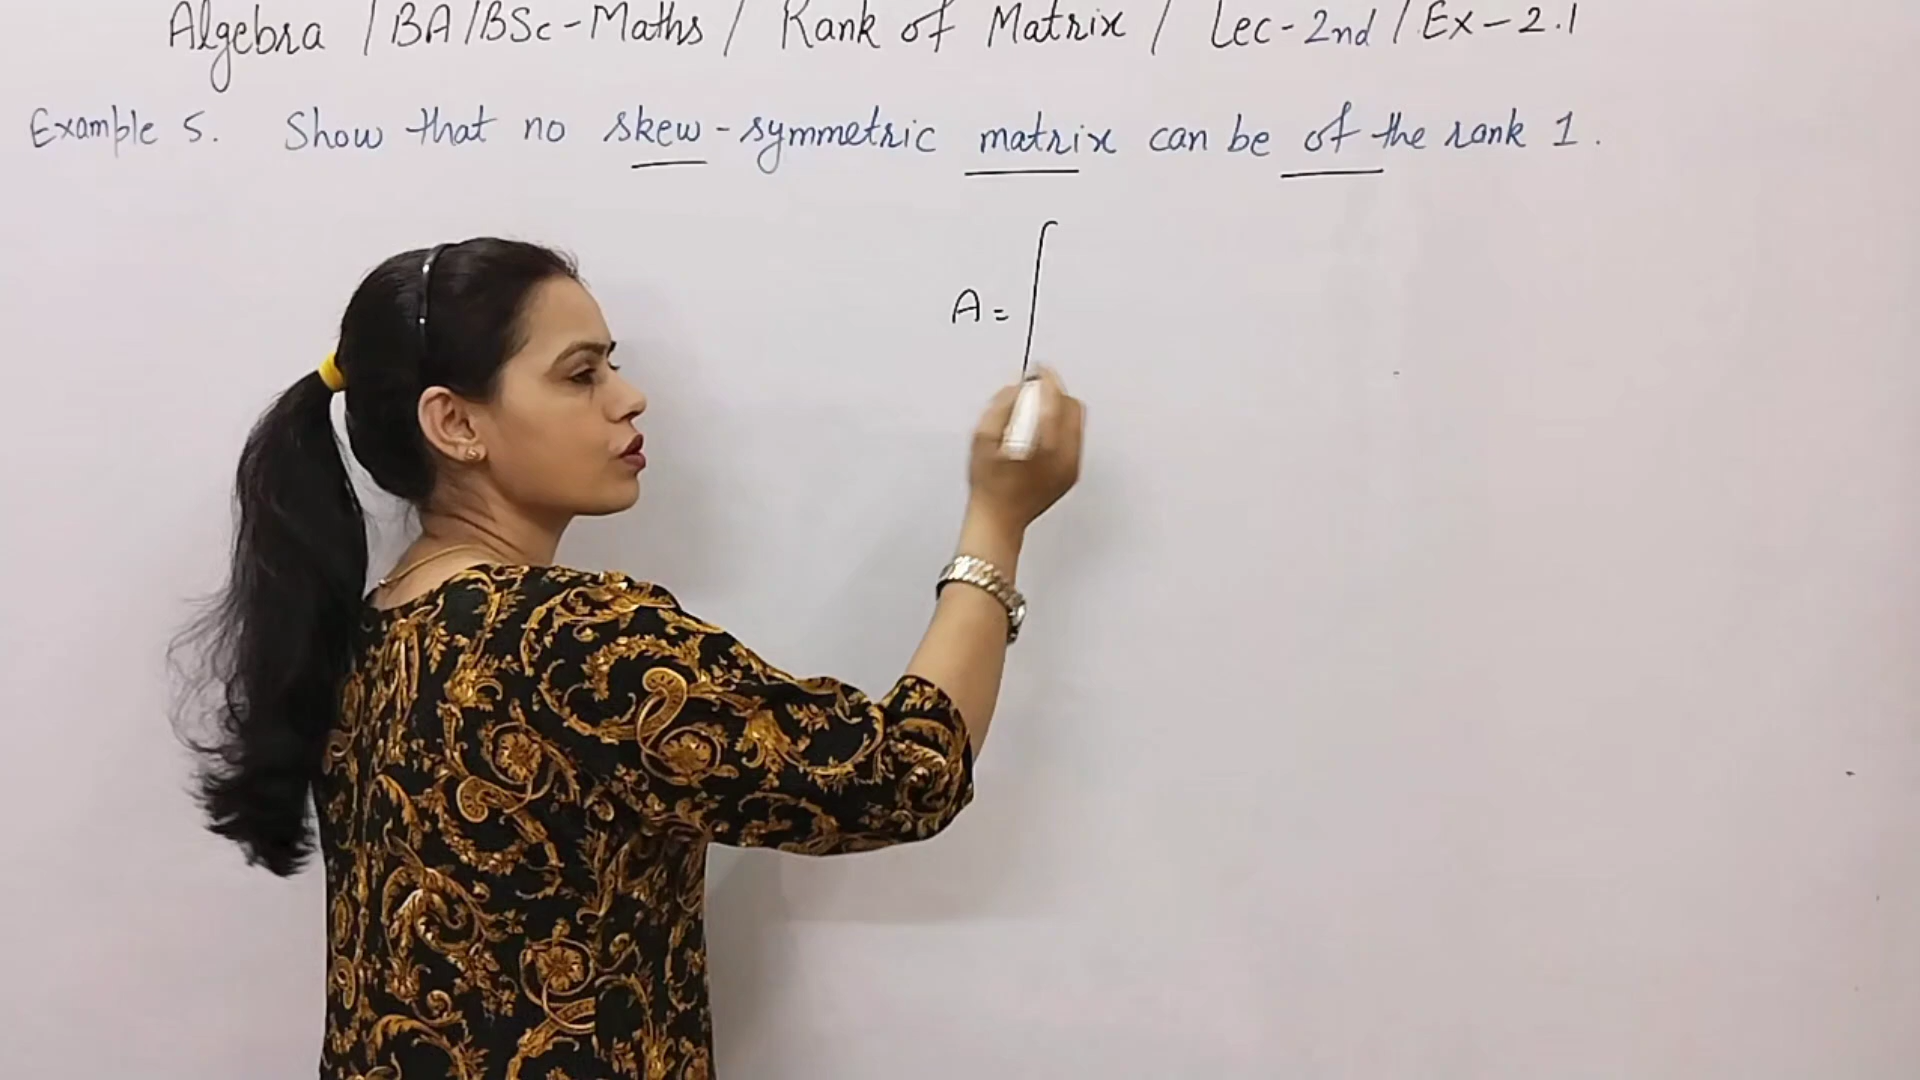 Algebra / BA/BSc-Maths / Rank of Matrix / Lec-2nd / Ex-2.1
Example 5. Show that no skew-symmetric matrix can be of the rank 1.
A = [